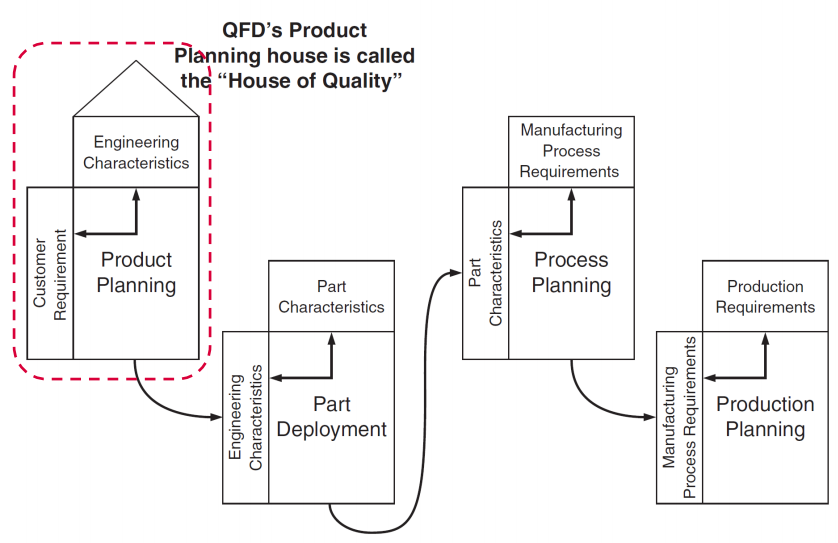 QFD’s Product
Planning house is called
the “House of Quality”
Engineering
Characteristics
Customer
Requirement
Product
Planning
Part
Characteristics
Engineering
Characteristics
Part
Deployment
Manufacturing
Process
Requirements
Part
Characteristics
Process
Planning
Production
Requirements
Manufacturing
Process Requirements
Production
Planning